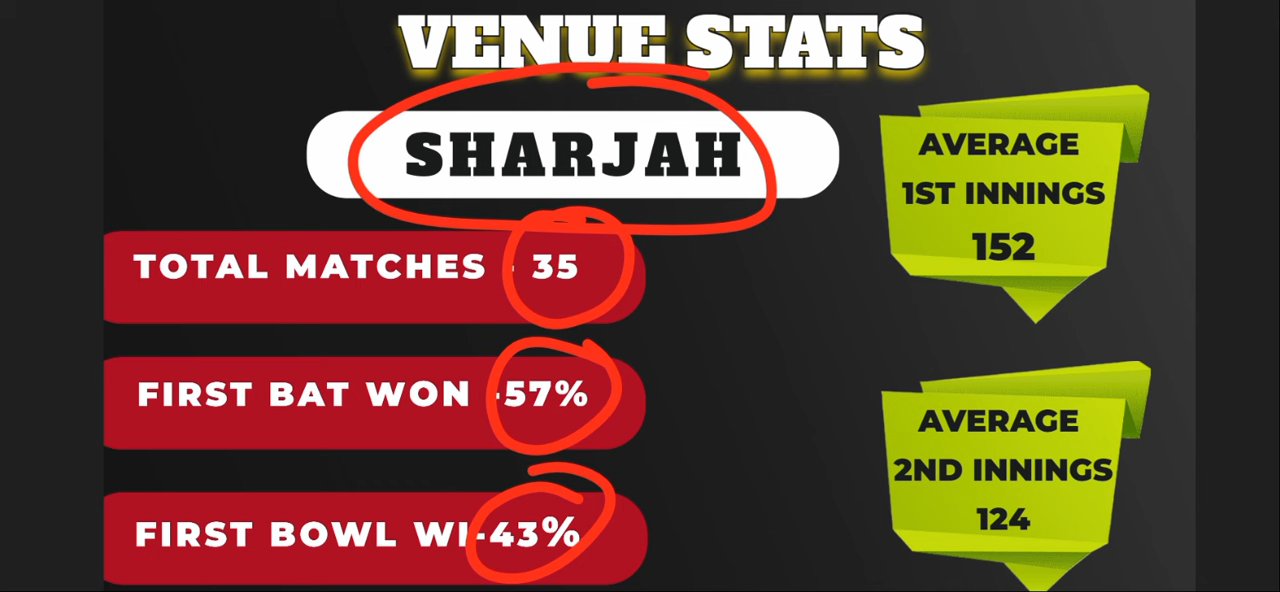 VENUE STATS
SHARJAH
TOTAL MATCHES - 35
FIRST BAT WON -57%
FIRST BOWL WI-43%
AVERAGE
1ST INNINGS
152
AVERAGE
2ND INNINGS
124